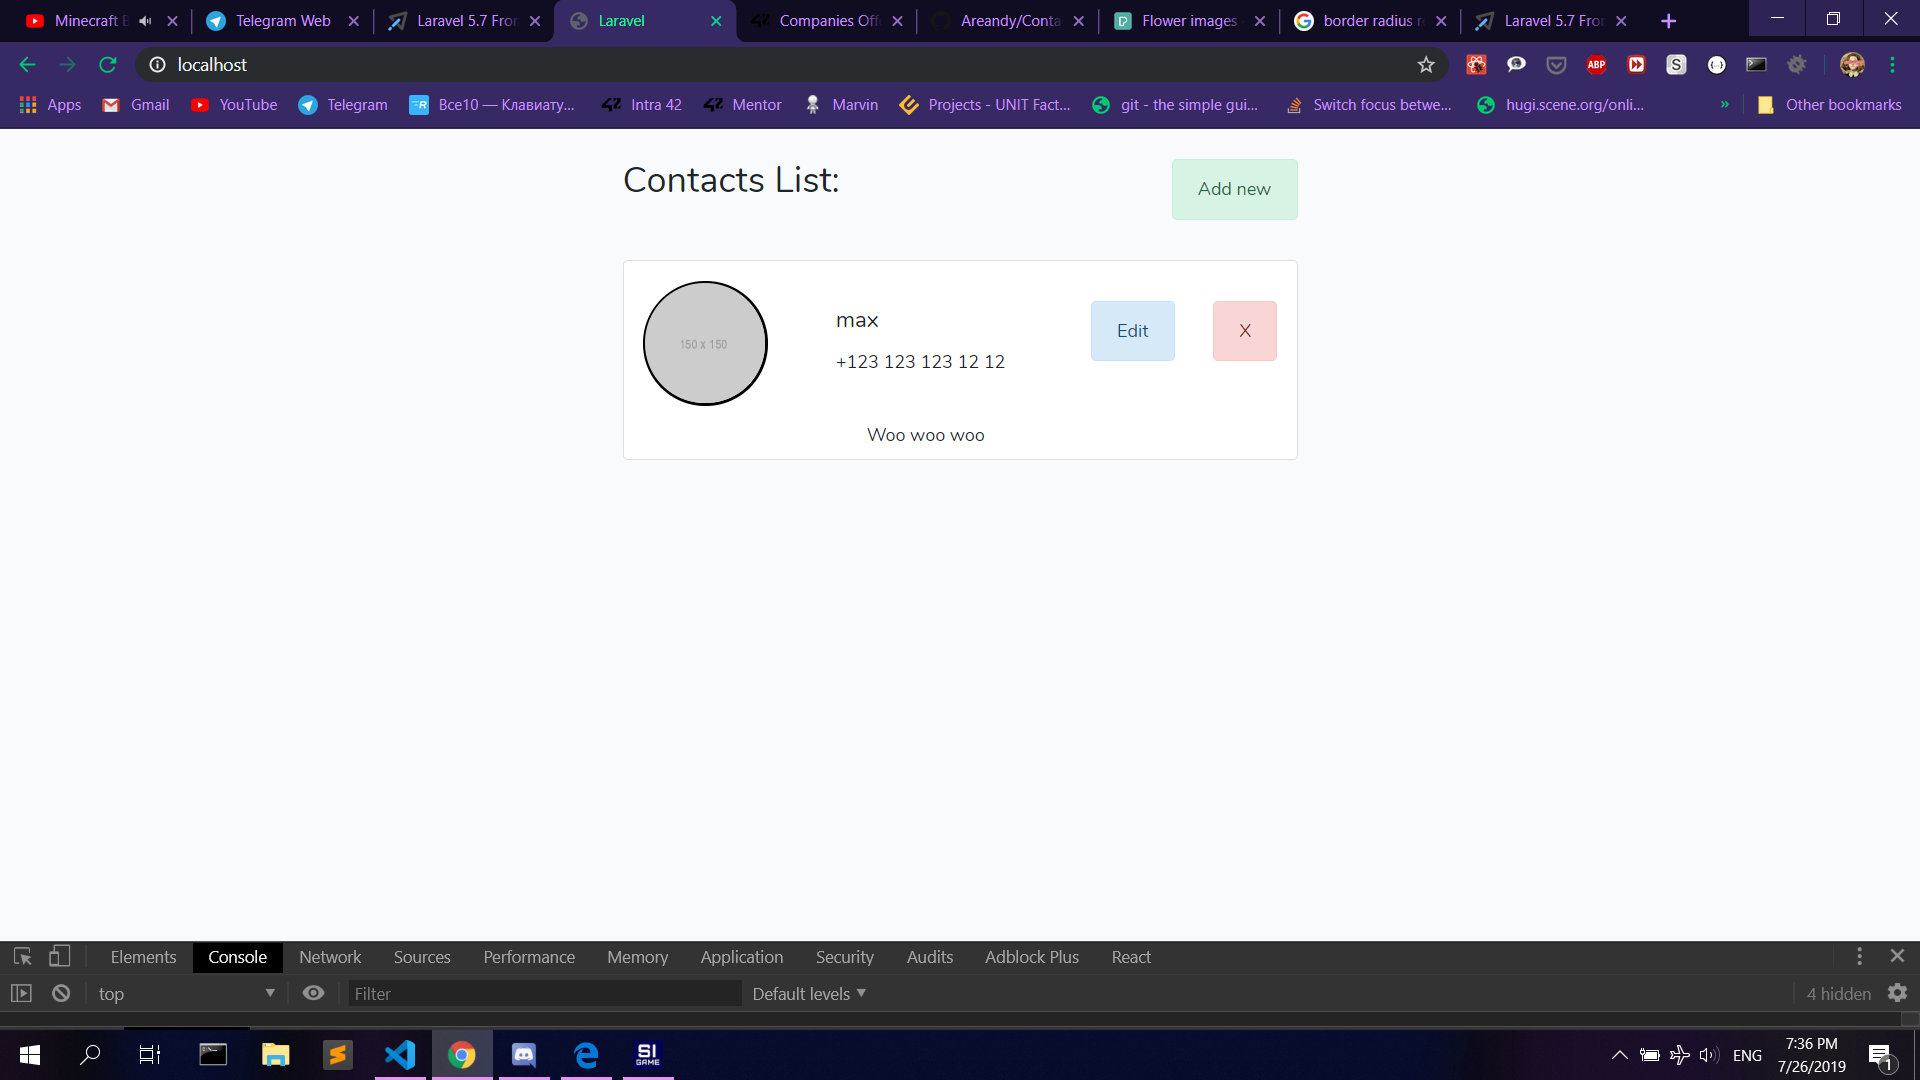 Minecraft
Telegram Web
Laravel 5.7 Fro
Laravel
Companies Off
Areandy/Conta
Flower images
border radius
Laravel 5.7 Fro
localhost
ABP
S
Apps
Gmail
YouTube
Telegram
Все10 — Клавиату...
Intra 42
Mentor
Marvin
Projects - UNIT Fact...
git - the simple gui...
Switch focus betwe...
hugi.scene.org/onli...
»
Other bookmarks
Contacts List:
Add new
150 x 150
max
+123 123 123 12 12
Edit
X
Woo woo woo
Elements
Console
Network
Sources
Performance
Memory
Application
Security
Audits
Adblock Plus
React
top
Filter
Default levels
4 hidden
SI
GAME
ENG
7:36 PM
7/26/2019
1